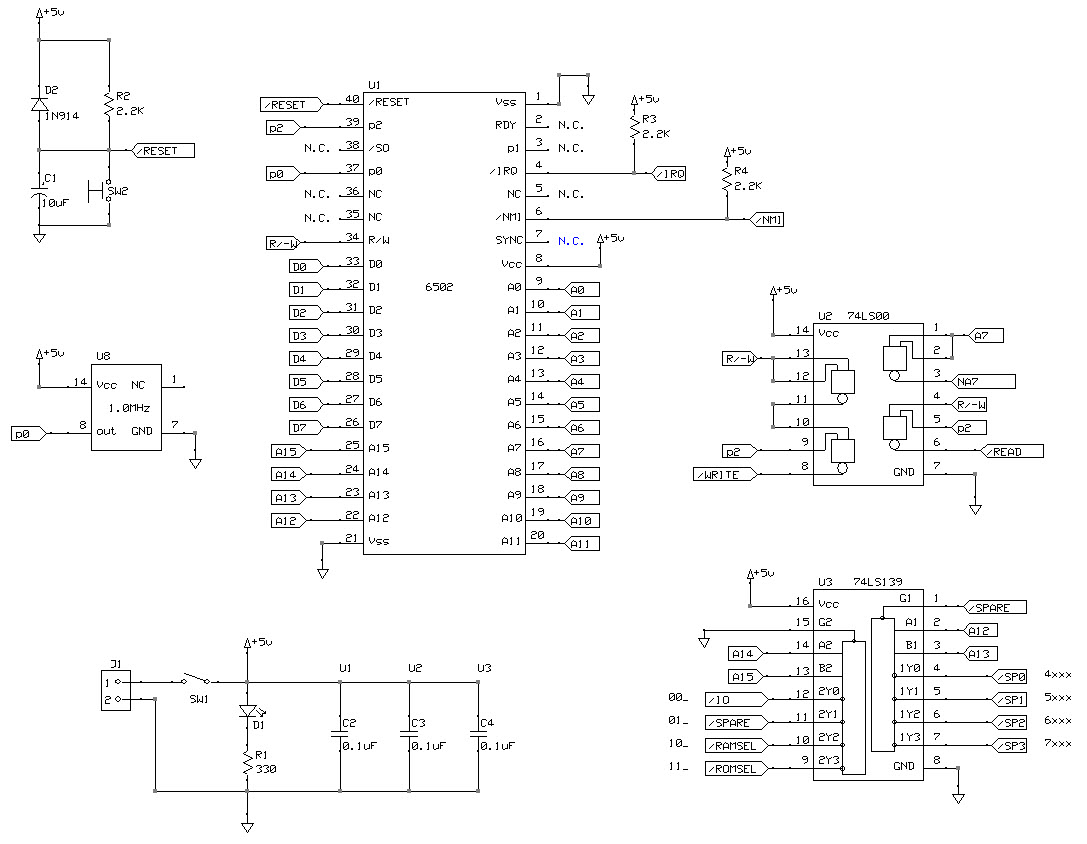 +5v
D2
1N914
R2
2.2K
/RESET
C1
10uF
SW2
U1
/RESET 40 /RESET Vss 1
p2 39 p2 RDY 2 N.C.
N.C. 38 /SO p1 3 N.C.
p0 37 p0 /IRQ 4 /IRQ
N.C. 36 NC NC 5 N.C.
N.C. 35 NC /NMI 6 /NMI
R/-W 34 R/W SYNC 7 N.C.
D0 33 D0 Vcc 8 +5v
D1 32 D1 6502 A0 9 A0
D2 31 D2 A1 10 A1
D3 30 D3 A2 11 A2
D4 29 D4 A3 12 A3
D5 28 D5 A4 13 A4
D6 27 D6 A5 14 A5
D7 26 D7 A6 15 A6
A15 25 A15 A7 16 A7
A14 24 A14 A8 17 A8
A13 23 A13 A9 18 A9
A12 22 A12 A10 19 A10
21 Vss A11 20 A11
+5v
R3
2.2K
+5v
R4
2.2K
+5v
U8
14 Vcc NC 1
1.0MHz
p0 8 out GND 7
+5v
U2 74LS00
14 Vcc 1 A7
R/-W 13 2
12 3 NA7
11 4 R/-W
10 5 p2
p2 9 6 /READ
/WRITE 8 GND 7
+5v
U3 74LS139
16 Vcc G1 1 /SPARE
15 G2 A1 2 A12
A14 14 A2 B1 3 A13
A15 13 B2 1Y0 4 /SP0 4xxx
00_ /IO 12 2Y0 1Y1 5 /SP1 5xxx
01_ /SPARE 11 2Y1 1Y2 6 /SP2 6xxx
10_ /RAMSEL 10 2Y2 1Y3 7 /SP3 7xxx
11_ /ROMSEL 9 2Y3 GND 8
+5v
J1
1
2
SW1
D1
R1
330
U1 U2 U3
C2 C3 C4
0.1uF 0.1uF 0.1uF